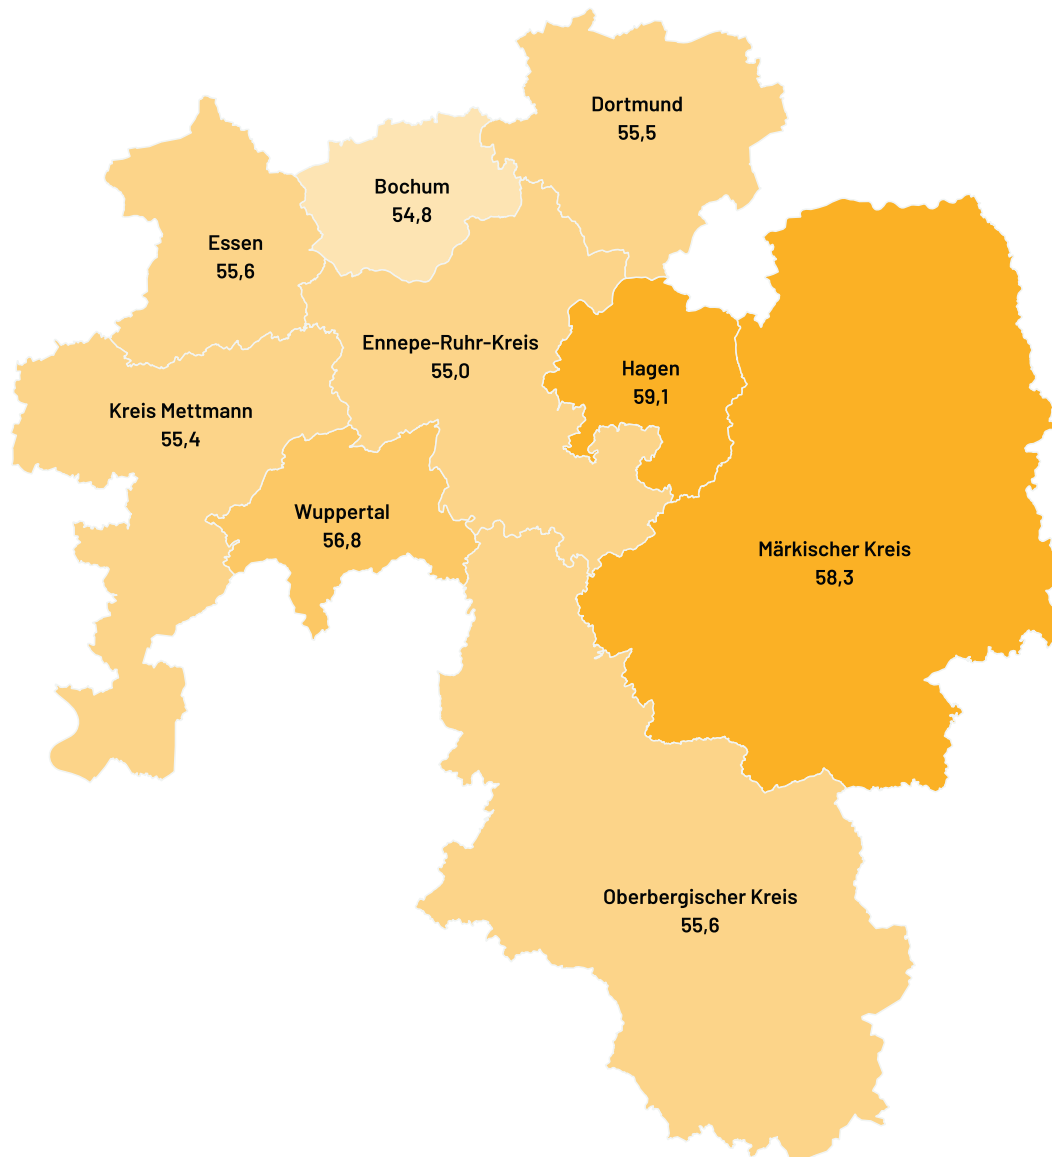 Dortmund
55,5
Bochum
54,8
Essen
55,6
Ennepe-Ruhr-Kreis
55,0
Hagen
59,1
Kreis Mettmann
55,4
Wuppertal
56,8
Märkischer Kreis
58,3
Oberbergischer Kreis
55,6